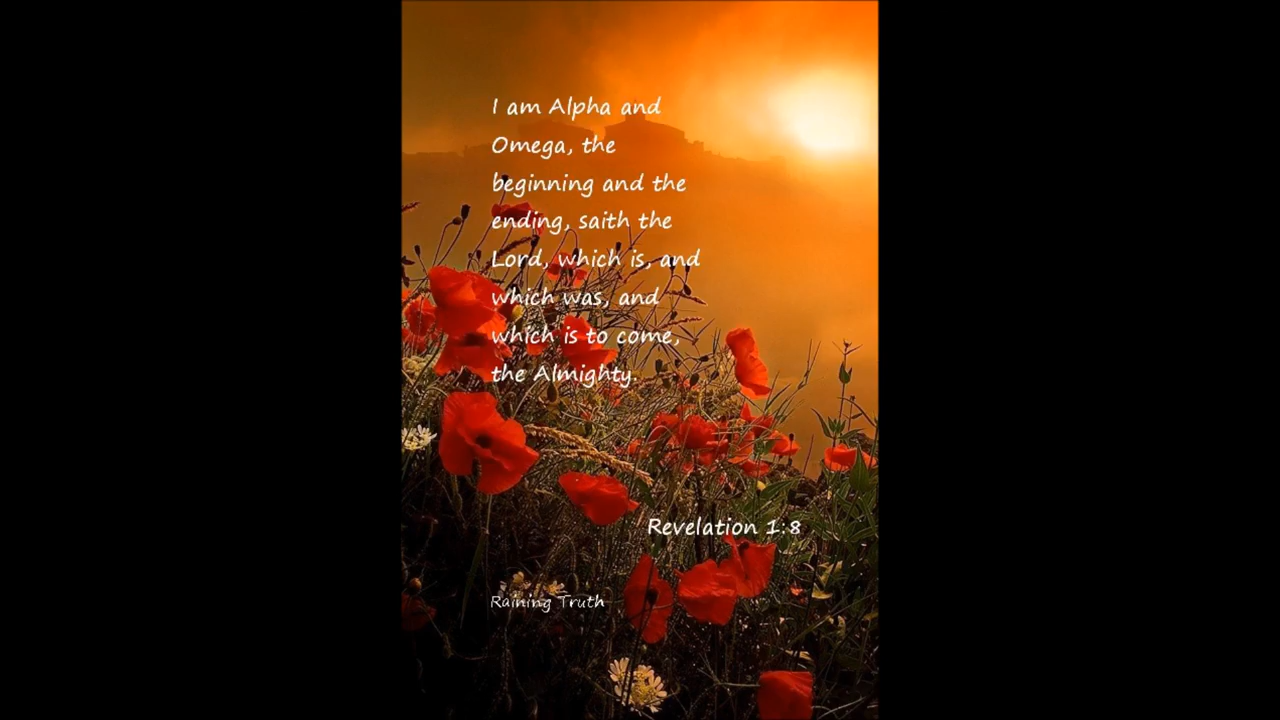 I am Alpha and
Omega, the
beginning and the
ending, saith the
Lord, which is, and
which was, and
which is to come,
the Almighty.
Revelation 1:8
Raining Truth